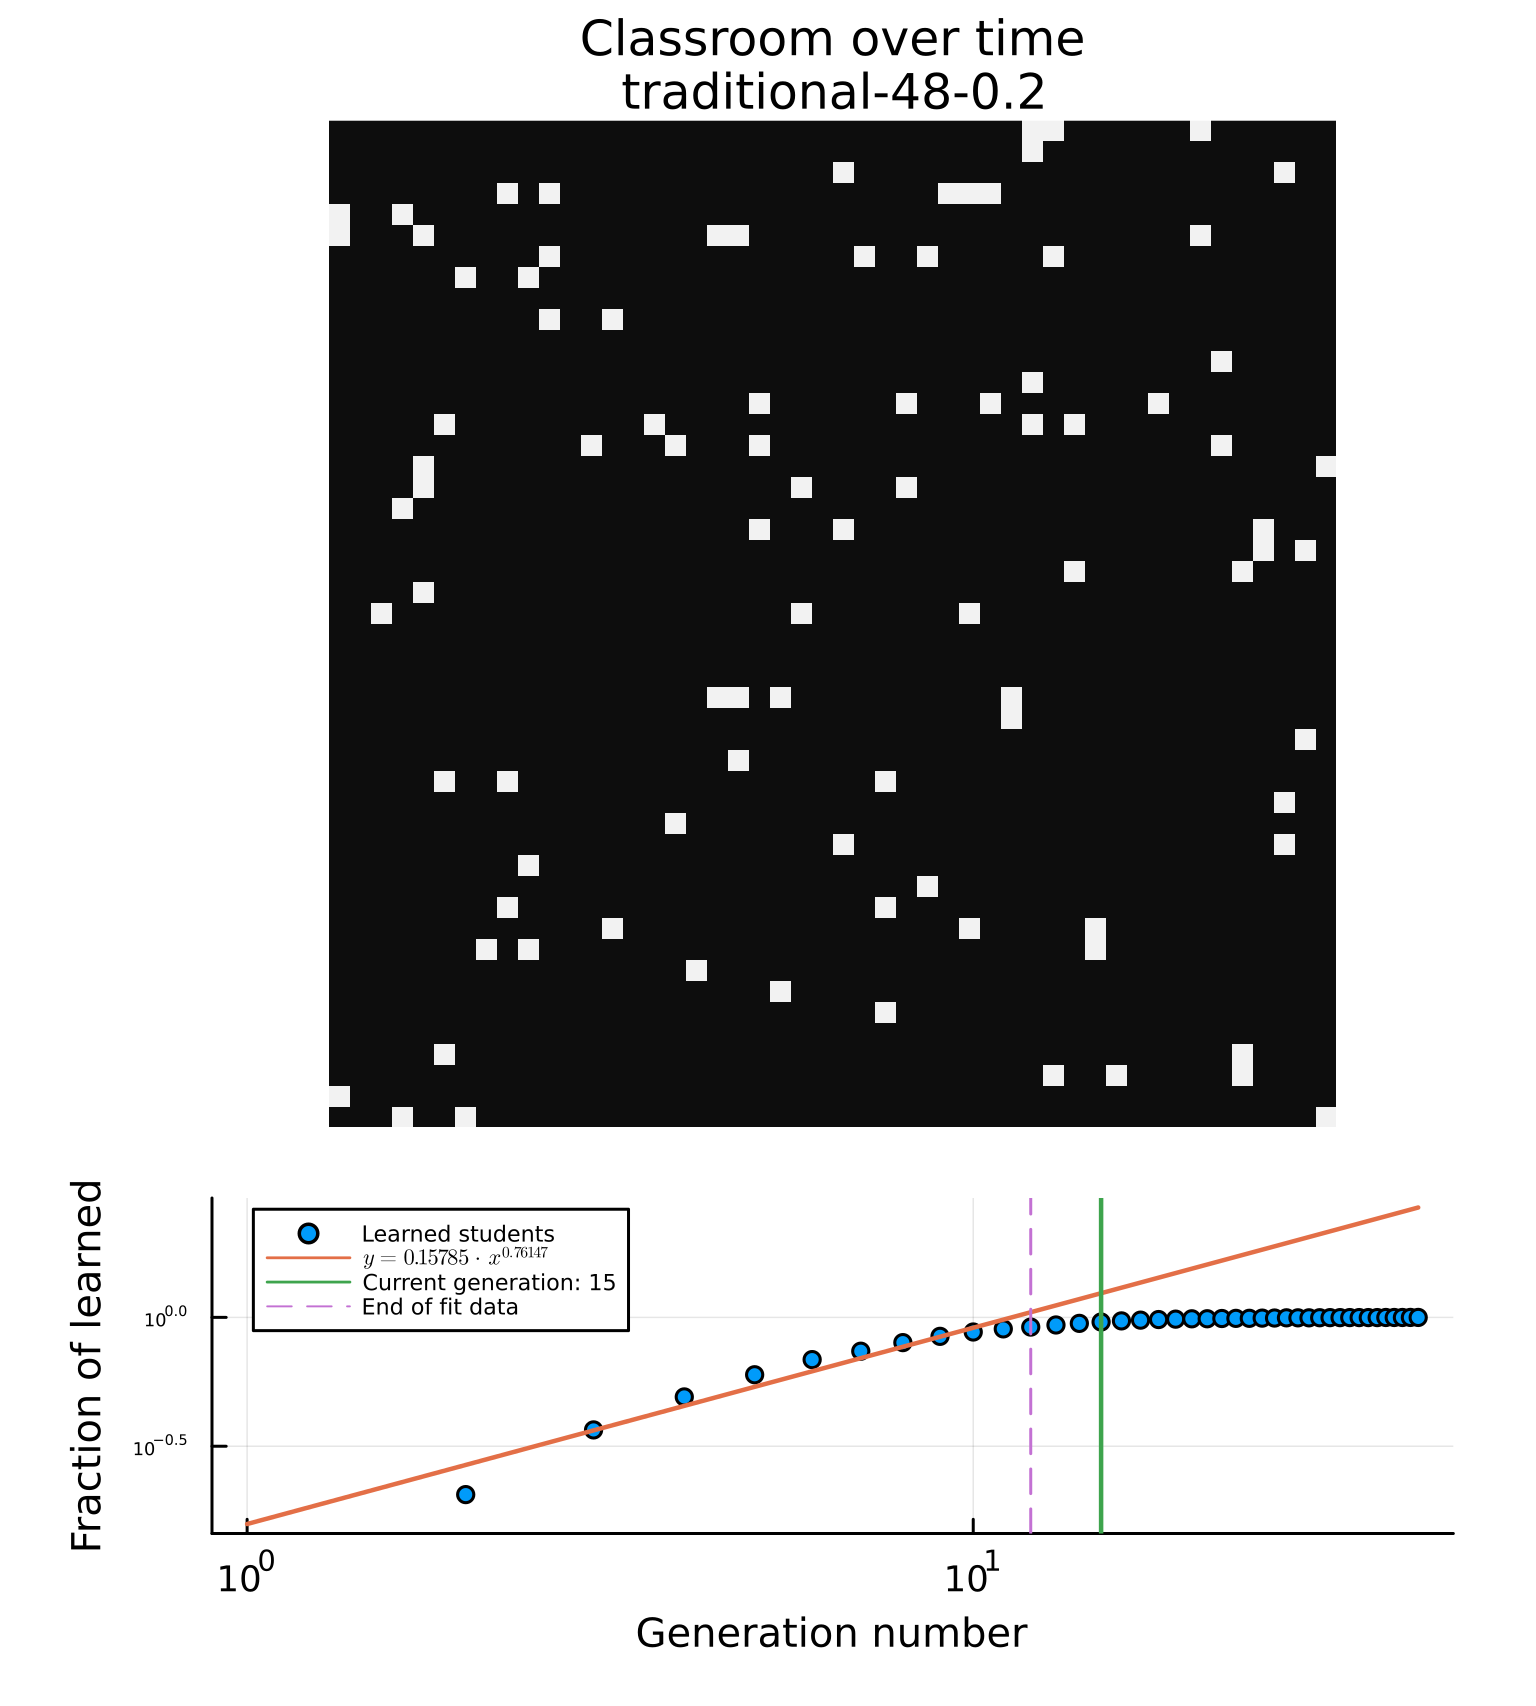 Classroom over time
traditional-48-0.2
Fraction of learned
Learned students
y = 0.15785 · x^0.76147
Current generation: 15
End of fit data
10^0.0
10^−0.5
10^0
10^1
Generation number